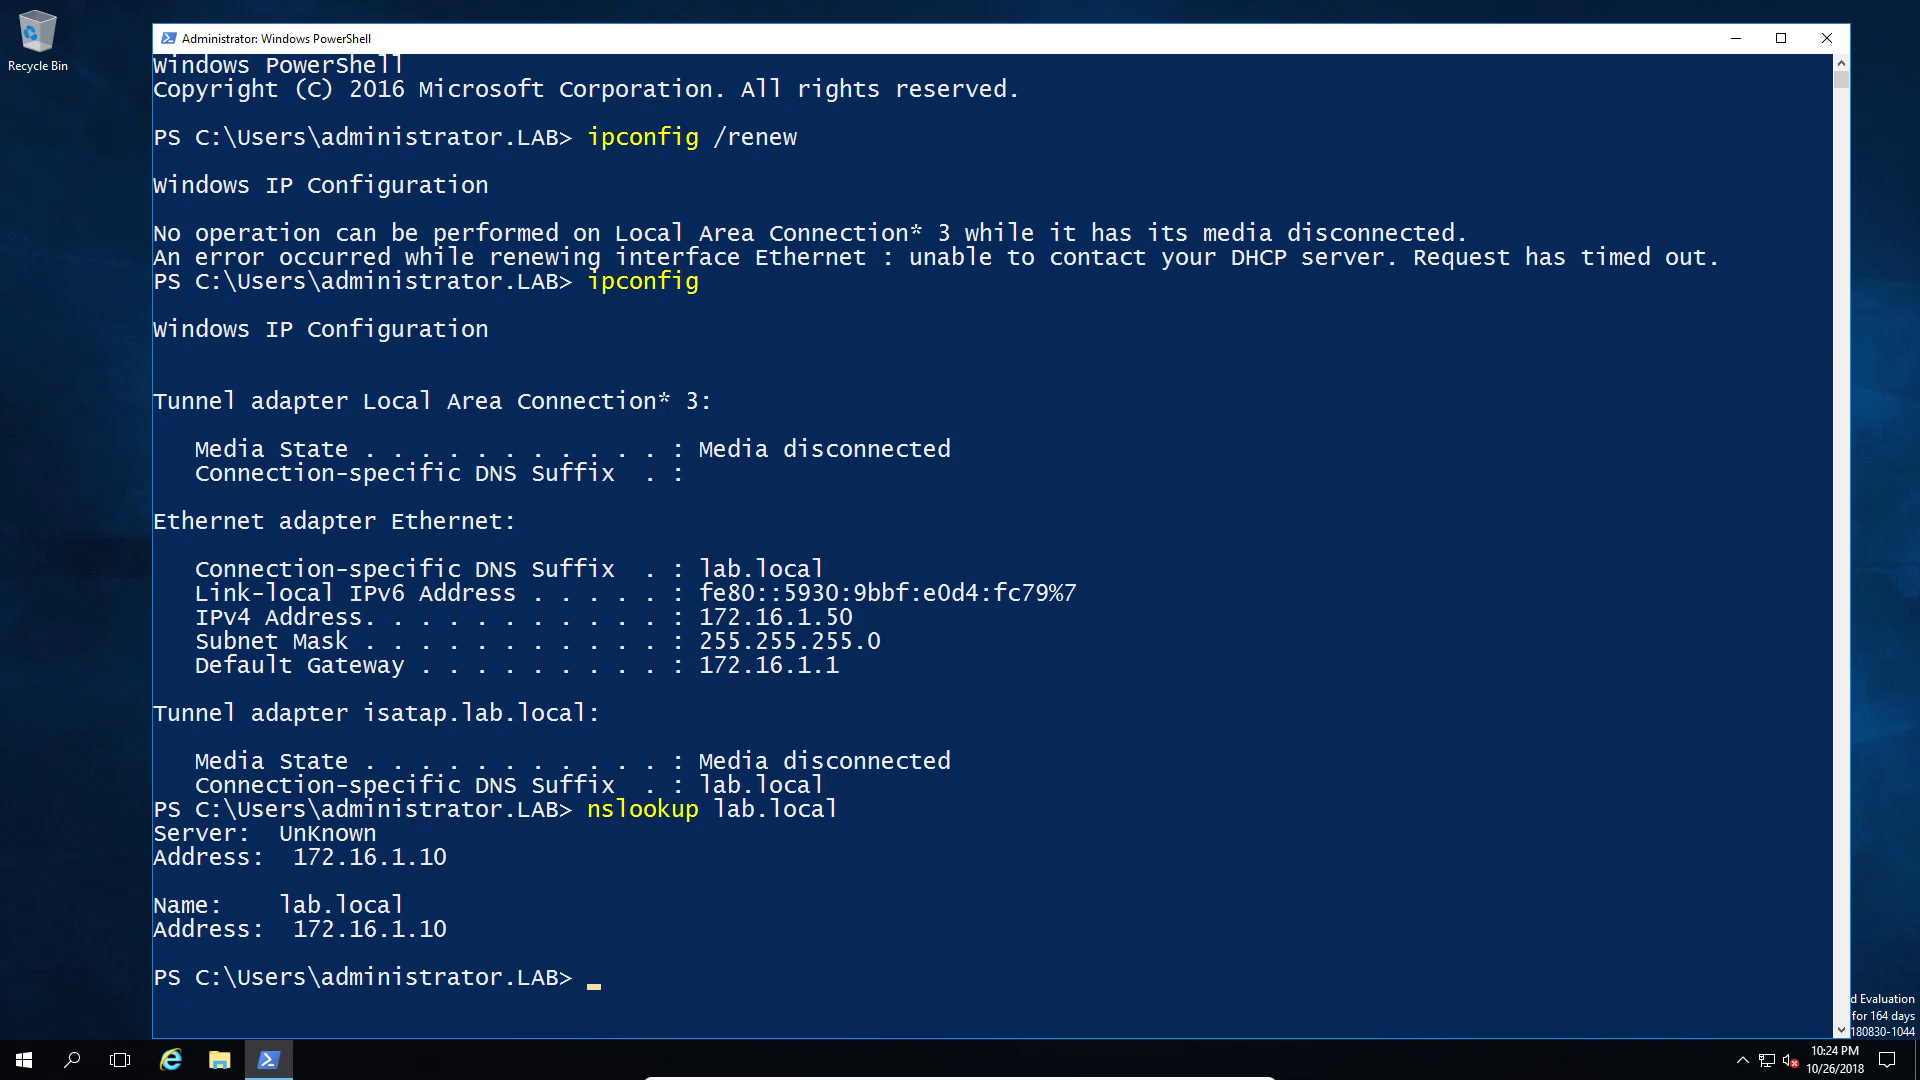 Recycle Bin
Administrator: Windows PowerShell
Windows PowerShell
Copyright (C) 2016 Microsoft Corporation. All rights reserved.
PS C:\Users\administrator.LAB> ipconfig /renew
Windows IP Configuration
No operation can be performed on Local Area Connection* 3 while it has its media disconnected.
An error occurred while renewing interface Ethernet : unable to contact your DHCP server. Request has timed out.
PS C:\Users\administrator.LAB> ipconfig
Windows IP Configuration
Tunnel adapter Local Area Connection* 3:
Media State . . . . . . . . . . . : Media disconnected
Connection-specific DNS Suffix  . :
Ethernet adapter Ethernet:
Connection-specific DNS Suffix  . : lab.local
Link-local IPv6 Address . . . . . : fe80::5930:9bbf:e0d4:fc79%7
IPv4 Address. . . . . . . . . . . : 172.16.1.50
Subnet Mask . . . . . . . . . . . : 255.255.255.0
Default Gateway . . . . . . . . . : 172.16.1.1
Tunnel adapter isatap.lab.local:
Media State . . . . . . . . . . . : Media disconnected
Connection-specific DNS Suffix  . : lab.local
PS C:\Users\administrator.LAB> nslookup lab.local
Server:  UnKnown
Address:  172.16.1.10
Name:    lab.local
Address:  172.16.1.10
PS C:\Users\administrator.LAB>
d Evaluation
for 164 days
180830-1044
10:24 PM
10/26/2018